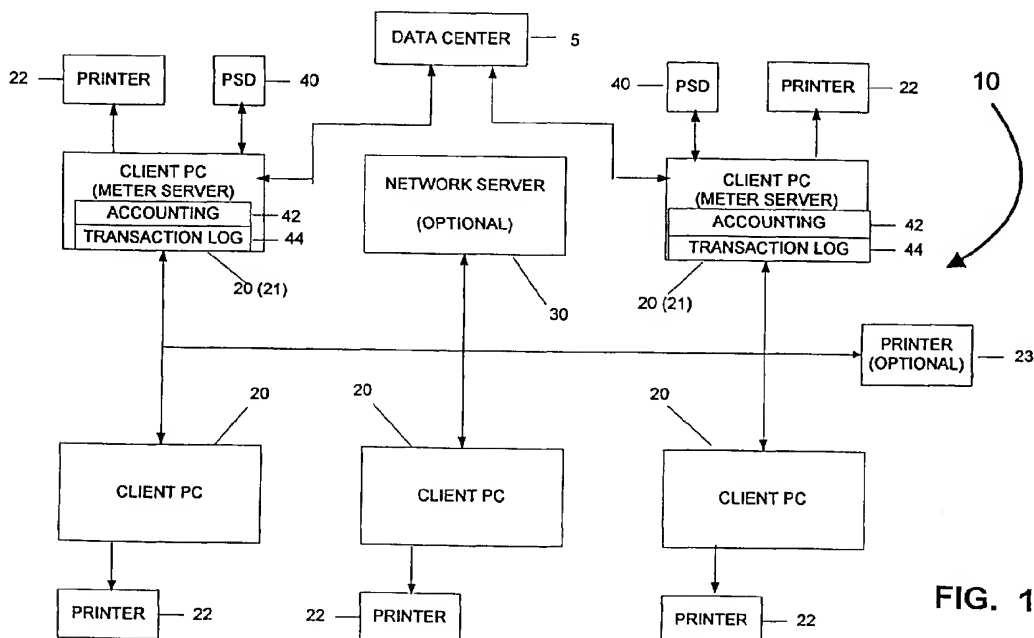 DATA CENTER 5
22 PRINTER
PSD 40
40 PSD
PRINTER 22
10
CLIENT PC
(METER SERVER)
ACCOUNTING 42
TRANSACTION LOG 44
20 (21)
NETWORK SERVER
(OPTIONAL)
30
CLIENT PC
(METER SERVER)
ACCOUNTING 42
TRANSACTION LOG 44
20 (21)
PRINTER
(OPTIONAL) 23
20
CLIENT PC
20
CLIENT PC
20
CLIENT PC
PRINTER 22
22 PRINTER
PRINTER 22
FIG. 1